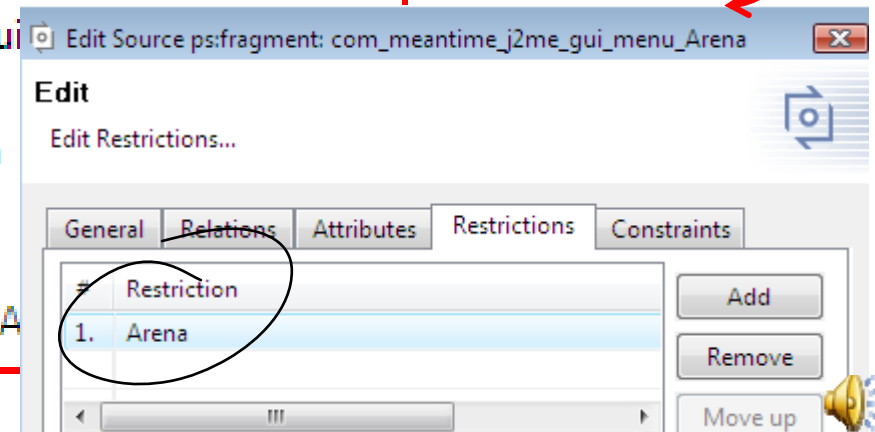 ui
Edit Source ps:fragment: com_meantime_j2me_gui_menu_Arena
Edit
Edit Restrictions...
General Relations Attributes Restrictions Constraints
# Restriction
Add
A
1. Arena
Remove
Move up